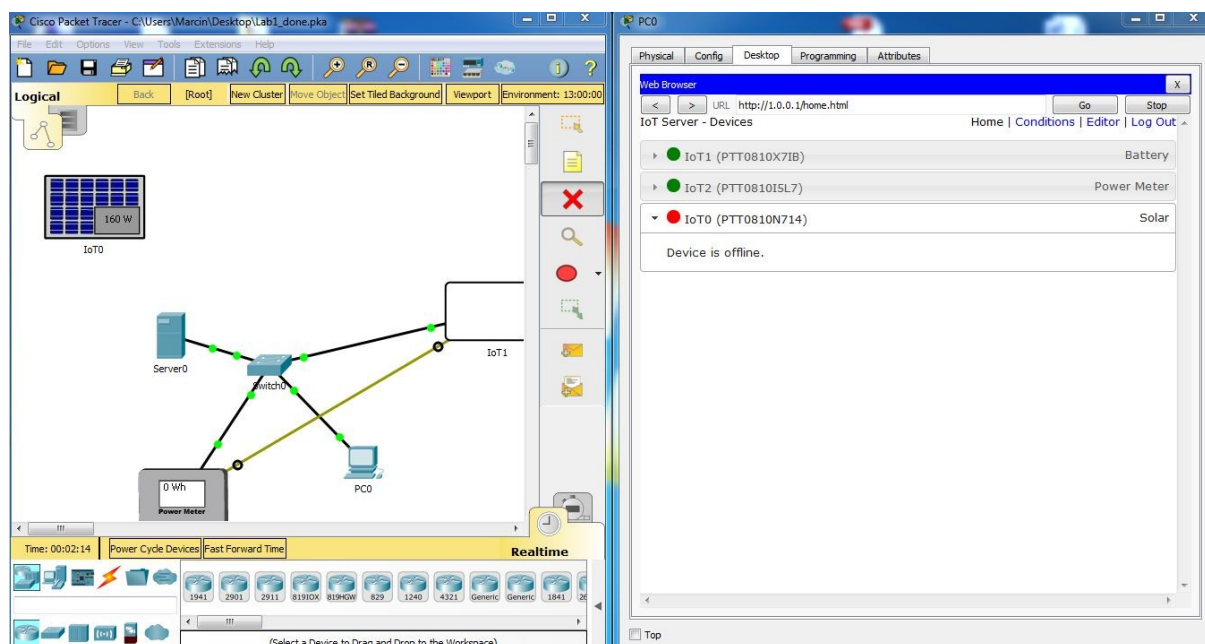 Cisco Packet Tracer - C:\Users\Marcin\Desktop\Lab1_done.pka
File Edit Options View Tools Extensions Help
Logical Back [Root] New Cluster Move Object Set Tiled Background Viewport Environment: 13:00:00
160 W
IoT0
Server0
Switch0
IoT1
PC0
0 Wh
Power Meter
Time: 00:02:14 Power Cycle Devices Fast Forward Time Realtime
1941 2901 2911 819IOX 819HGW 829 1240 4321 Generic Generic 1841
(Select a Device to Drag and Drop to the Workspace)
PC0
Physical Config Desktop Programming Attributes
Web Browser X
< > URL http://1.0.0.1/home.html Go Stop
IoT Server - Devices Home | Conditions | Editor | Log Out
IoT1 (PTT0810X7IB) Battery
IoT2 (PTT0810I5L7) Power Meter
IoT0 (PTT0810N714) Solar
Device is offline.
Top